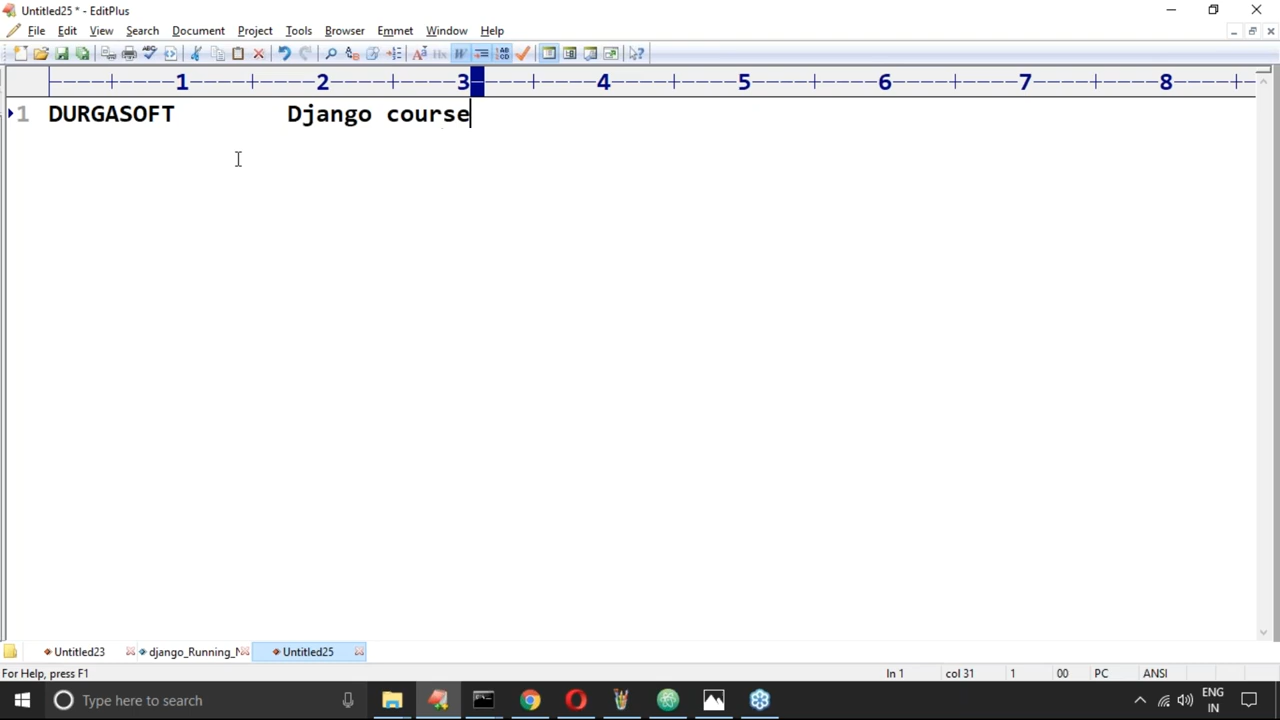 Untitled25 * - EditPlus
File Edit View Search Document Project Tools Browser Emmet Window Help
1 2 3 4 5 6 7 8
1 DURGASOFT Django course
Untitled23 django_Running_N Untitled25
For Help, press F1 ln 1 col 31 1 00 PC ANSI
Type here to search ENG
IN